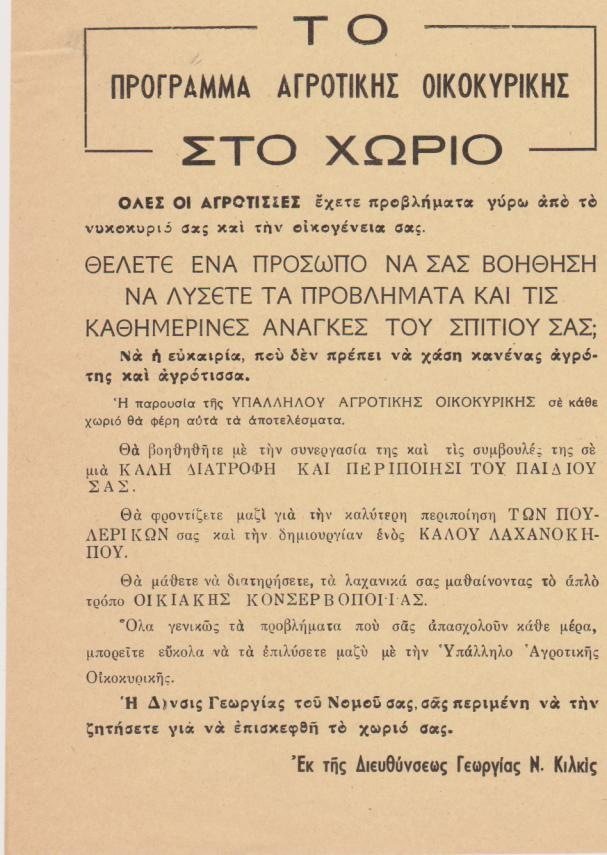 ΤΟ
ΠΡΟΓΡΑΜΜΑ ΑΓΡΟΤΙΚΗΣ ΟΙΚΟΚΥΡΙΚΗΣ
ΣΤΟ ΧΩΡΙΟ
ΟΛΕΣ ΟΙ ΑΓΡΟΤΙΣΣΕΣ ἔχετε προβλήματα γύρω ἀπὸ τὸ
νυκοκυριό σας καὶ τὴν οἰκογένεια σας.
ΘΕΛΕΤΕ ΕΝΑ ΠΡΟΣΩΠΟ ΝΑ ΣΑΣ ΒΟΗΘΗΣΗ
ΝΑ ΛΥΣΕΤΕ ΤΑ ΠΡΟΒΛΗΜΑΤΑ ΚΑΙ ΤΙΣ
ΚΑΘΗΜΕΡΙΝΕΣ ΑΝΑΓΚΕΣ ΤΟΥ ΣΠΙΤΙΟΥ ΣΑΣ;
Νὰ ἡ εὐκαιρία, ποὺ δὲν πρέπει νὰ χάση κανένας ἀγρό-
της καὶ ἀγρότισσα.
Ἡ παρουσία τῆς ΥΠΑΛΛΗΛΟΥ ΑΓΡΟΤΙΚΗΣ ΟΙΚΟΚΥΡΙΚΗΣ σὲ κάθε
χωριό θὰ φέρη αὐτά τὰ ἀποτελέσματα.
Θὰ βοηθηθῆτε μὲ τὴν συνεργασία της καὶ τὶς συμβουλές της σὲ
μιὰ ΚΑΛΗ ΔΙΑΤΡΟΦΗ ΚΑΙ ΠΕΡΙΠΟΙΗΣΙ ΤΟΥ ΠΑΙΔΙΟΥ
ΣΑΣ.
Θὰ φροντίζετε μαζὶ γιὰ τὴν καλύτερη περιποίηση ΤΩΝ ΠΟΥ-
ΛΕΡΙΚΩΝ σας καὶ τὴν δημιουργίαν ἑνός ΚΑΛΟΥ ΛΑΧΑΝΟΚΗ-
ΠΟΥ.
Θὰ μάθετε νὰ διατηρήσετε, τὰ λαχανικά σας μαθαίνοντας τὸ ἁπλό
τρόπο ΟΙΚΙΑΚΗΣ ΚΟΝΣΕΡΒΟΠΟΙ·Ι·ΑΣ.
Ὅλα γενικῶς τὰ προβλήματα ποὺ σᾶς ἀπασχολοῦν κάθε μέρα,
μπορεῖτε εὔκολα νὰ τὰ ἐπιλύσετε μαζὺ μὲ τὴν Ὑπάλληλο Ἀγροτικῆς
Οἰκοκυρικῆς.
Ἡ Δ)νσις Γεωργίας τοῦ Νομοῦ σας, σᾶς περιμένη νὰ τὴν
ζητήσετε γιὰ νὰ ἐπισκεφθῆ τὸ χωριό σας.
Ἐκ τῆς Διευθύνσεως Γεωργίας Ν. Κιλκίς